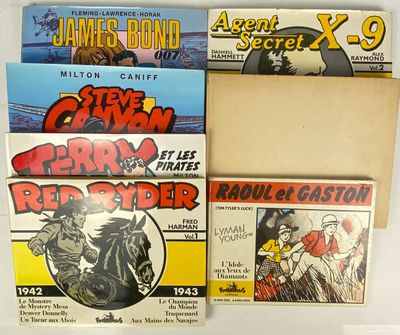 FLEMING-LAWRENCE-HORAK
JAMES BOND
007
Agent
Secret X-9
DASHIELL
HAMMETT
ALEX
RAYMOND
Vol.2
MILTON CANIFF
STEVE
CANYON
TERRY
ET LES
PIRATES
MILTON
RED RYDER
FRED
HARMAN
Vol.1
1942
1943
Le Monstre
de Mystery Mesa
Denver Donnelly
Un Tueur aux Abois
Le Champion
du Monde
Traquenard
Aux Mains des Navajos
Futuropolis
RAOUL et GASTON
(TIM TYLER'S LUCK)
LYMAN
YOUNG
L'Idole
aux Yeux de
Diamants
Futuropolis